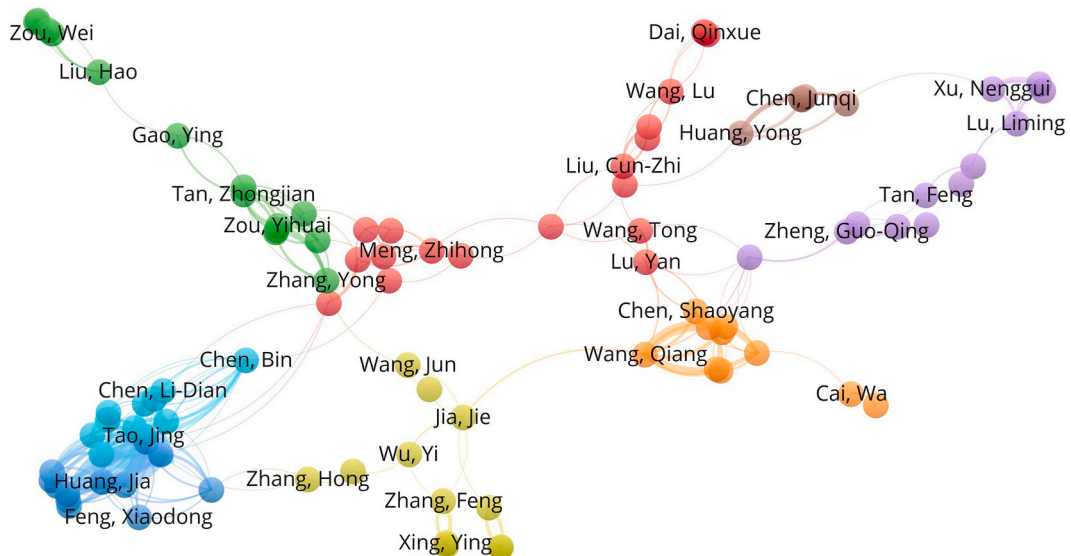 Zou, Wei
Dai, Qinxue
Liu, Hao
Wang, Lu
Xu, Nenggui
Chen, Junqi
Lu, Liming
Gao, Ying
Huang, Yong
Liu, Cun-Zhi
Tan, Zhongjian
Tan, Feng
Zou, Yihuai
Wang, Tong
Zheng, Guo-Qing
Meng, Zhihong
Lu, Yan
Zhang, Yong
Chen, Shaoyang
Wang, Qiang
Chen, Bin
Wang, Jun
Chen, Li-Dian
Cai, Wa
Jia, Jie
Tao, Jing
Wu, Yi
Zhang, Hong
Huang, Jia
Zhang, Feng
Feng, Xiaodong
Xing, Ying